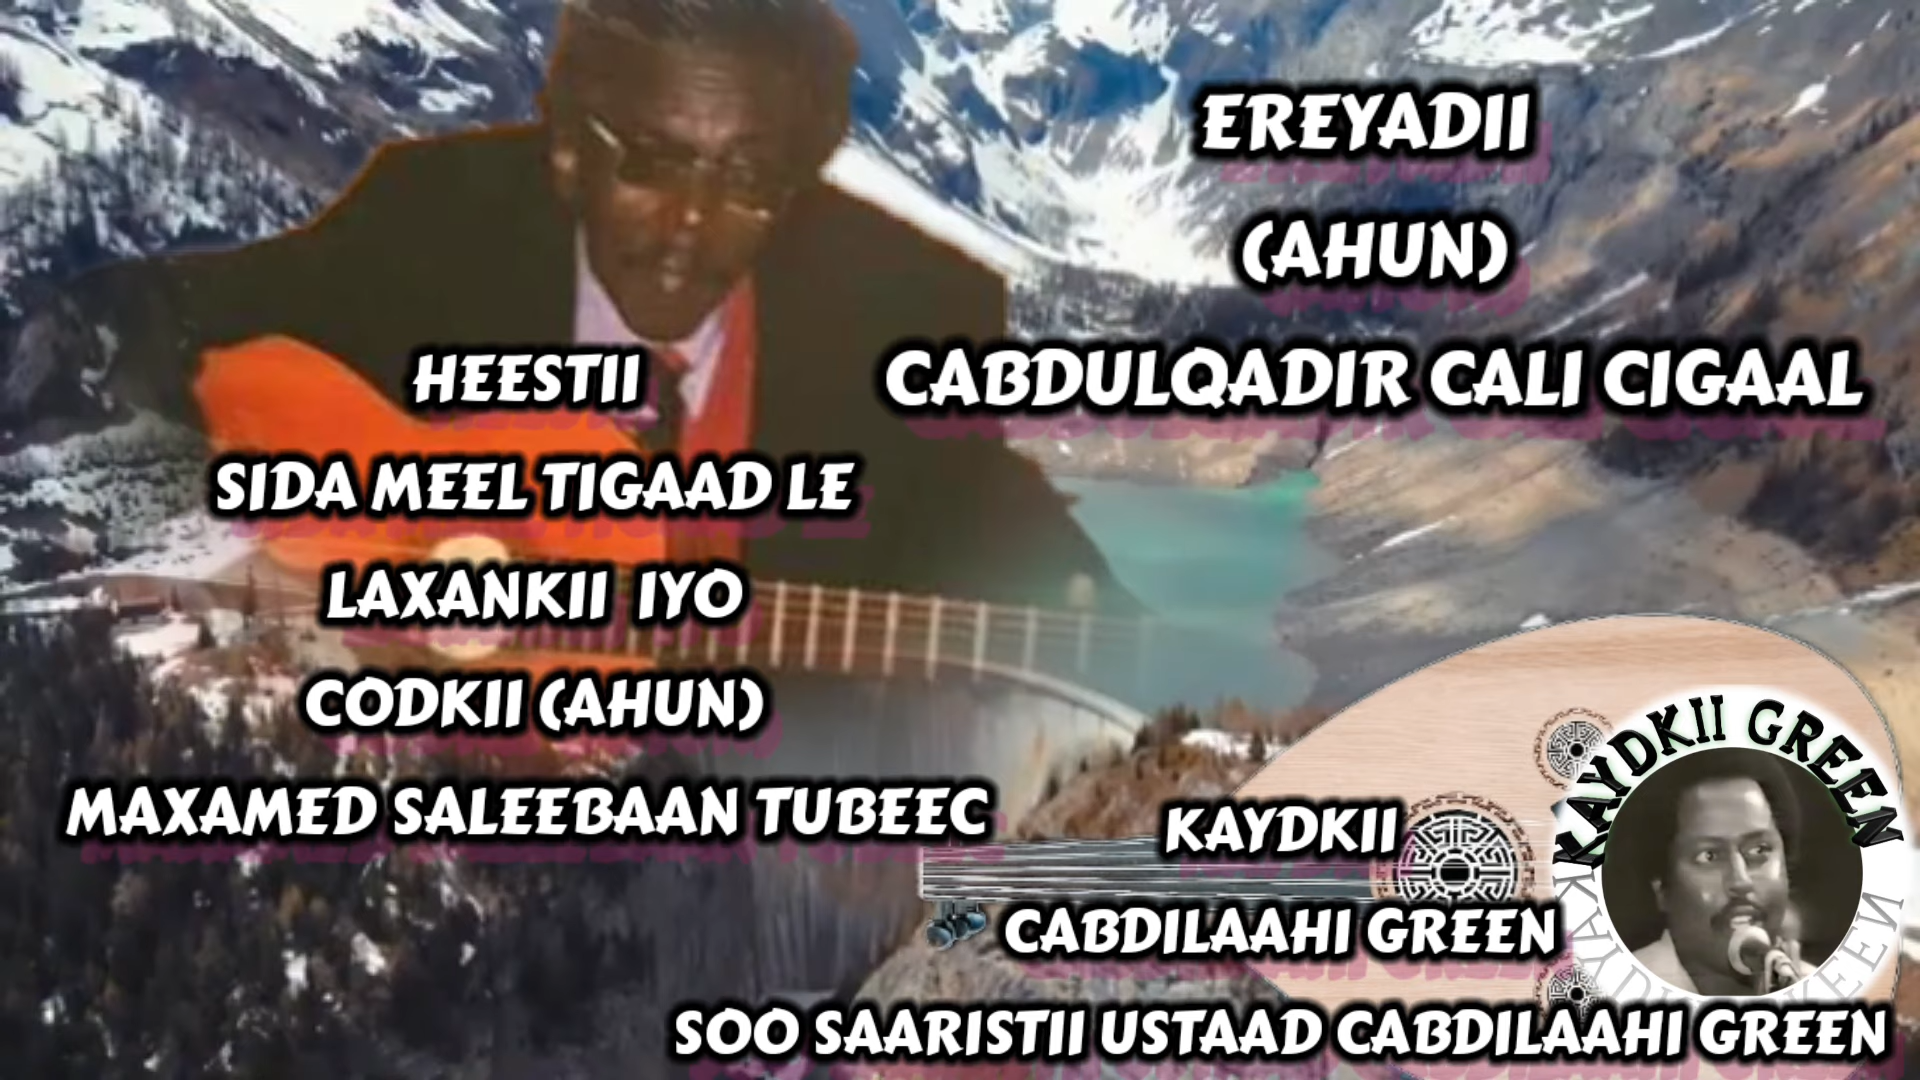 EREYADII
(AHUN)
CABDULQADIR CALI CIGAAL
HEESTII
SIDA MEEL TIGAAD LE
LAXANKII IYO
CODKII (AHUN)
MAXAMED SALEEBAAN TUBEEC
KAYDKII
CABDILAAHI GREEN
SOO SAARISTII USTAAD CABDILAAHI GREEN
KAYDKII GREEN